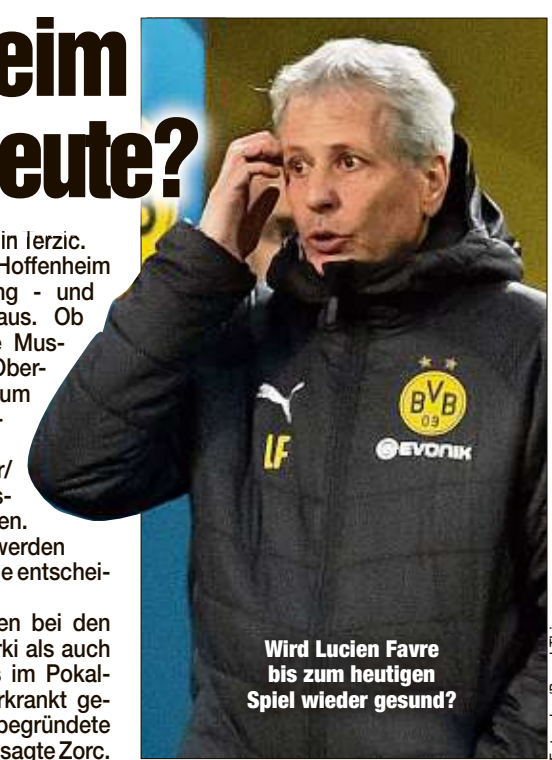 eim
eute?
in Terzic.
Hoffenheim
ng - und
aus. Ob
e Mus-
Ober-
um
-
r/
s-
en.
werden
e entschei-
en bei den
rki als auch
s im Pokal-
rkrankt ge-
begründete
sagte Zorc.
BVB
09
EVONIK
LF
Wird Lucien Favre
bis zum heutigen
Spiel wieder gesund?